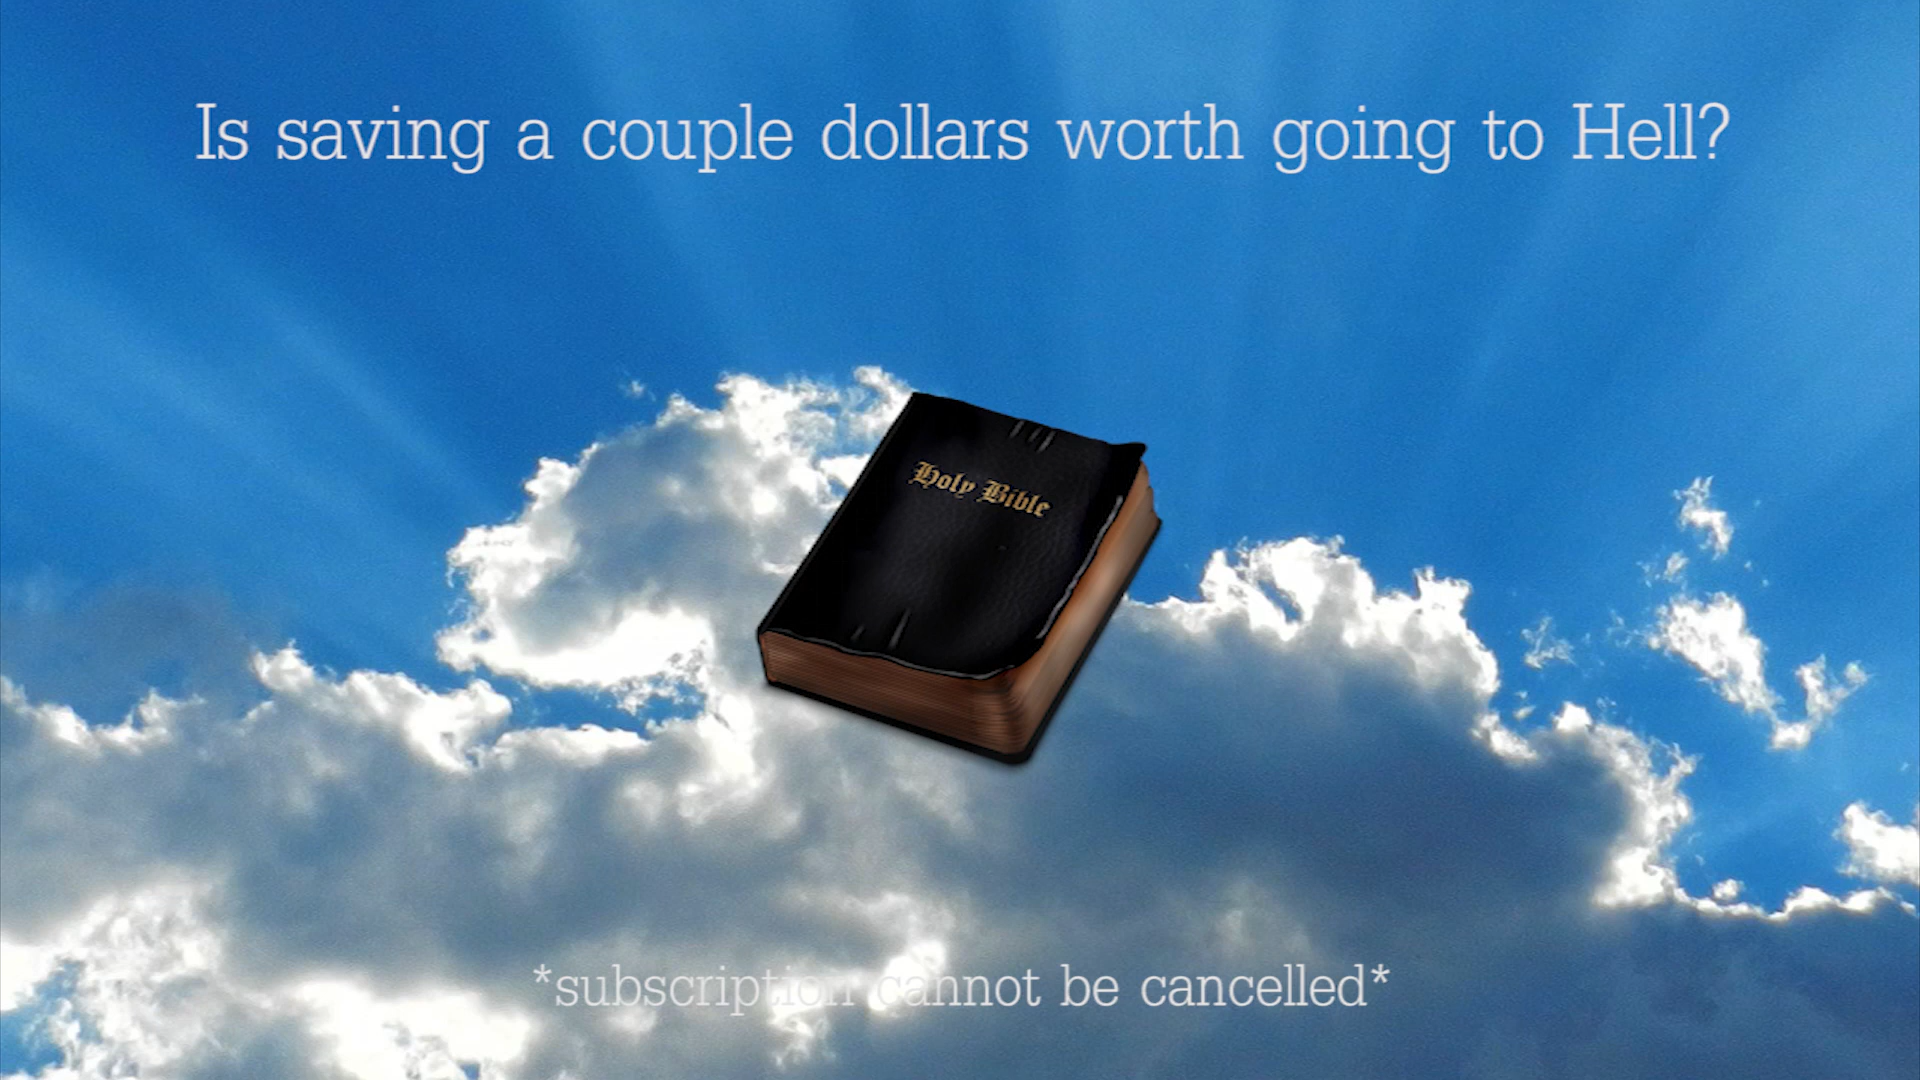 Is saving a couple dollars worth going to Hell?
Holy Bible
*subscription cannot be cancelled*